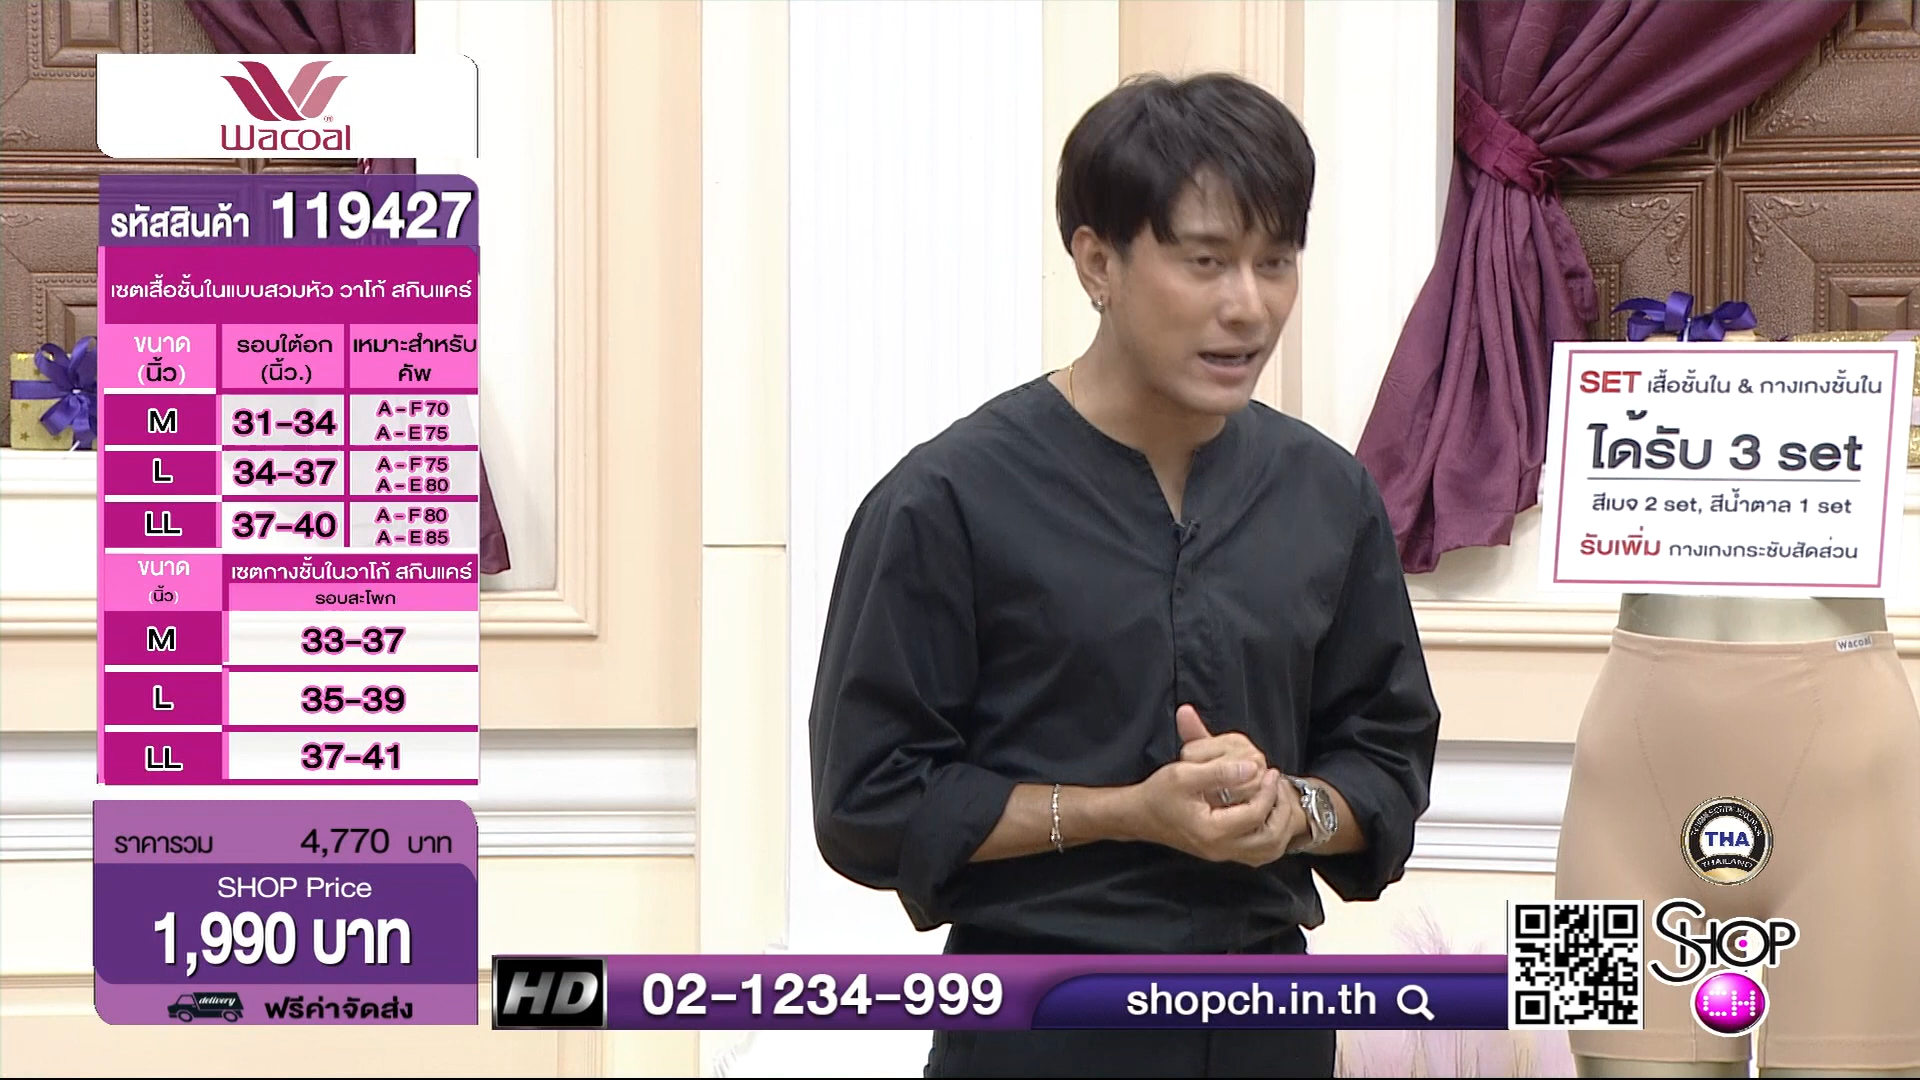 Wacoal
รหัสสินค้า 119427
เซตเสื้อชั้นในแบบสวมหัว วาโก้ สกินแคร์
ขนาด (นิ้ว) รอบใต้อก (นิ้ว.) เหมาะสำหรับ คัพ
M 31-34 A-F70 A-E75
L 34-37 A-F75 A-E80
LL 37-40 A-F80 A-E85
ขนาด (นิ้ว) เซตกางชั้นในวาโก้ สกินแคร์
รอบสะโพก
M 33-37
L 35-39
LL 37-41
ราคารวม 4,770 บาท
SHOP Price
1,990 บาท
delivery ฟรีค่าจัดส่ง
HD 02-1234-999 shopch.in.th
SET เสื้อชั้นใน & กางเกงชั้นใน
ได้รับ 3 set
สีเบจ 2 set, สีน้ำตาล 1 set
รับเพิ่ม กางเกงกระชับสัดส่วน
Wacoal
THA
THAILAND
SHOP
CH